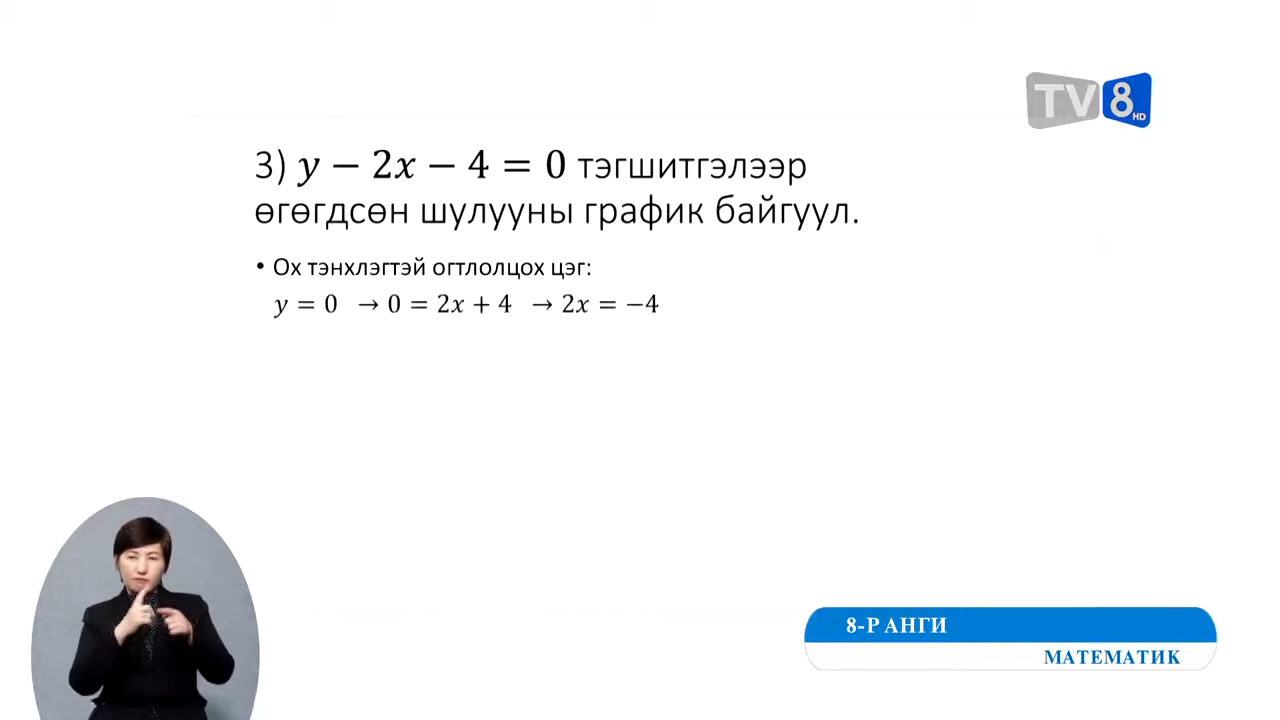 TV8 HD
3) y − 2x − 4 = 0 тэгшитгэлээр
өгөгдсөн шулууны график байгуул.
• Ох тэнхлэгтэй огтлолцох цэг:
y = 0 → 0 = 2x + 4 → 2x = −4
8-Р АНГИ
МАТЕМАТИК